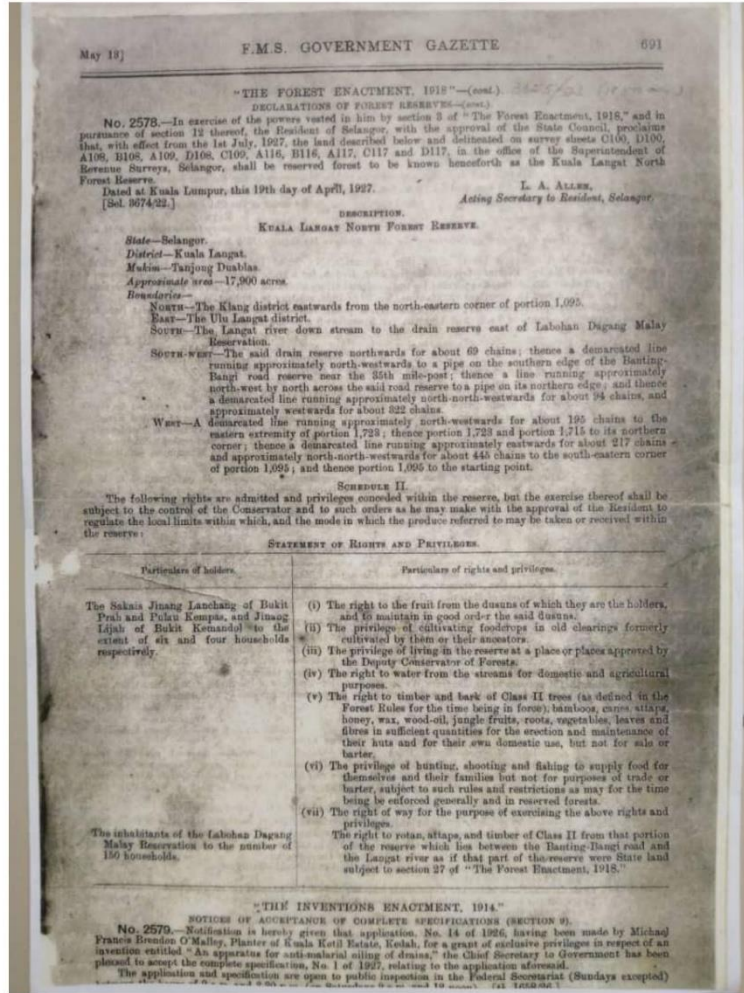 May 13] F.M.S. GOVERNMENT GAZETTE 691
"THE FOREST ENACTMENT, 1918"—(cont.).
DECLARATIONS OF FOREST RESERVES—(cont.)
No. 2578.—In exercise of the powers vested in him by section 3 of "The Forest Enactment, 1918," and in
pursuance of section 12 thereof, the Resident of Selangor, with the approval of the State Council, proclaims
that, with effect from the 1st July, 1927, the land described below and delineated on survey sheets C100, D100,
A108, B108, A109, D108, C109, A116, B116, A117, C117 and D117, in the office of the Superintendent of
Revenue Surveys, Selangor, shall be reserved forest to be known henceforth as the Kuala Langat North
Forest Reserve.
Dated at Kuala Lumpur, this 19th day of April, 1927.
L. A. ALLEN,
[Sel. 3674/22.] Acting Secretary to Resident, Selangor.
DESCRIPTION.
KUALA LANGAT NORTH FOREST RESERVE.
State—Selangor.
District—Kuala Langat.
Mukim—Tanjong Duablas.
Approximate area—17,900 acres.
Boundaries—
NORTH—The Klang district eastwards from the north-eastern corner of portion 1,095.
EAST—The Ulu Langat district.
SOUTH—The Langat river down stream to the drain reserve east of Labohan Dagang Malay
Reservation.
SOUTH-WEST—The said drain reserve northwards for about 69 chains; thence a demarcated line
running approximately north-westwards to a pipe on the southern edge of the Banting-
Bangi road reserve near the 35th mile-post; thence a line running approximately
north-west by north across the said road reserve to a pipe on its northern edge; and thence
a demarcated line running approximately north-north-westwards for about 94 chains, and
approximately westwards for about 322 chains.
WEST—A demarcated line running approximately north-westwards for about 195 chains to the
eastern extremity of portion 1,723; thence portion 1,723 and portion 1,715 to its northern
corner; thence a demarcated line running approximately eastwards for about 217 chains
and approximately north-north-westwards for about 445 chains to the south-eastern corner
of portion 1,095; and thence portion 1,095 to the starting point.
SCHEDULE II.
The following rights are admitted and privileges conceded within the reserve, but the exercise thereof shall be
subject to the control of the Conservator and to such orders as he may make with the approval of the Resident to
regulate the local limits within which, and the mode in which the produce referred to may be taken or received within
the reserve:
STATEMENT OF RIGHTS AND PRIVILEGES.
Particulars of holders. Particulars of rights and privileges.
The Sakais Jinang Lanchang of Bukit
Prah and Pulau Kempas, and Jinang
Lijah of Bukit Kemandol to the
extent of six and four households
respectively.
(i) The right to the fruit from the dusuns of which they are the holders,
and to maintain in good order the said dusuns.
(ii) The privilege of cultivating foodcrops in old clearings formerly
cultivated by them or their ancestors.
(iii) The privilege of living in the reserve at a place or places approved by
the Deputy Conservator of Forests.
(iv) The right to water from the streams for domestic and agricultural
purposes.
(v) The right to timber and bark of Class II trees (as defined in the
Forest Rules for the time being in force), bamboos, canes, attaps,
honey, wax, wood-oil, jungle fruits, roots, vegetables, leaves and
fibres in sufficient quantities for the erection and maintenance of
their huts and for their own domestic use, but not for sale or
barter.
(vi) The privilege of hunting, shooting and fishing to supply food for
themselves and their families but not for purposes of trade or
barter, subject to such rules and restrictions as may for the time
being be enforced generally and in reserved forests.
(vii) The right of way for the purpose of exercising the above rights and
privileges.
The inhabitants of the Labohan Dagang
Malay Reservation to the number of
150 households.
The right to rotan, attaps, and timber of Class II from that portion
of the reserve which lies between the Banting-Bangi road and
the Langat river as if that part of the reserve were State land
subject to section 27 of "The Forest Enactment, 1918."
"THE INVENTIONS ENACTMENT, 1914."
NOTICES OF ACCEPTANCE OF COMPLETE SPECIFICATIONS (SECTION 9).
No. 2579.—Notification is hereby given that application, No. 14 of 1926, having been made by Michael
Francis Brendon O'Malley, Planter of Kuala Kotil Estate, Kedah, for a grant of exclusive privileges in respect of an
invention entitled "An apparatus for anti-malarial oiling of drains," the Chief Secretary to Government has been
pleased to accept the complete specification, No. 1 of 1927, relating to the application aforesaid.
The application and specification are open to public inspection in the Federal Secretariat (Sundays excepted)